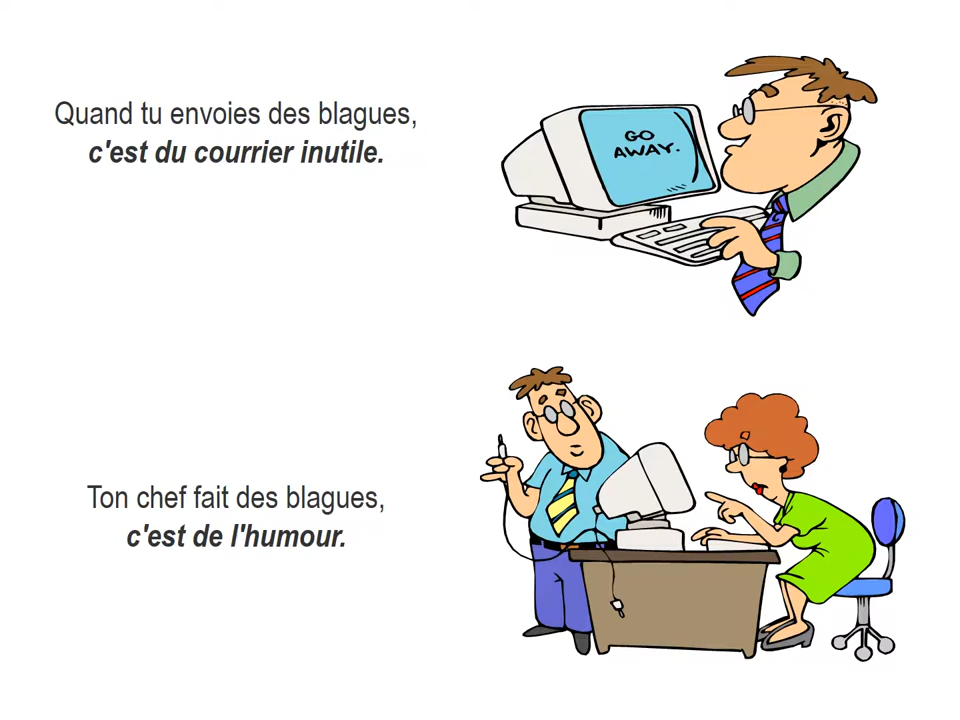 Quand tu envoies des blagues,
c'est du courrier inutile.
GO
AWAY.
Ton chef fait des blagues,
c'est de l'humour.